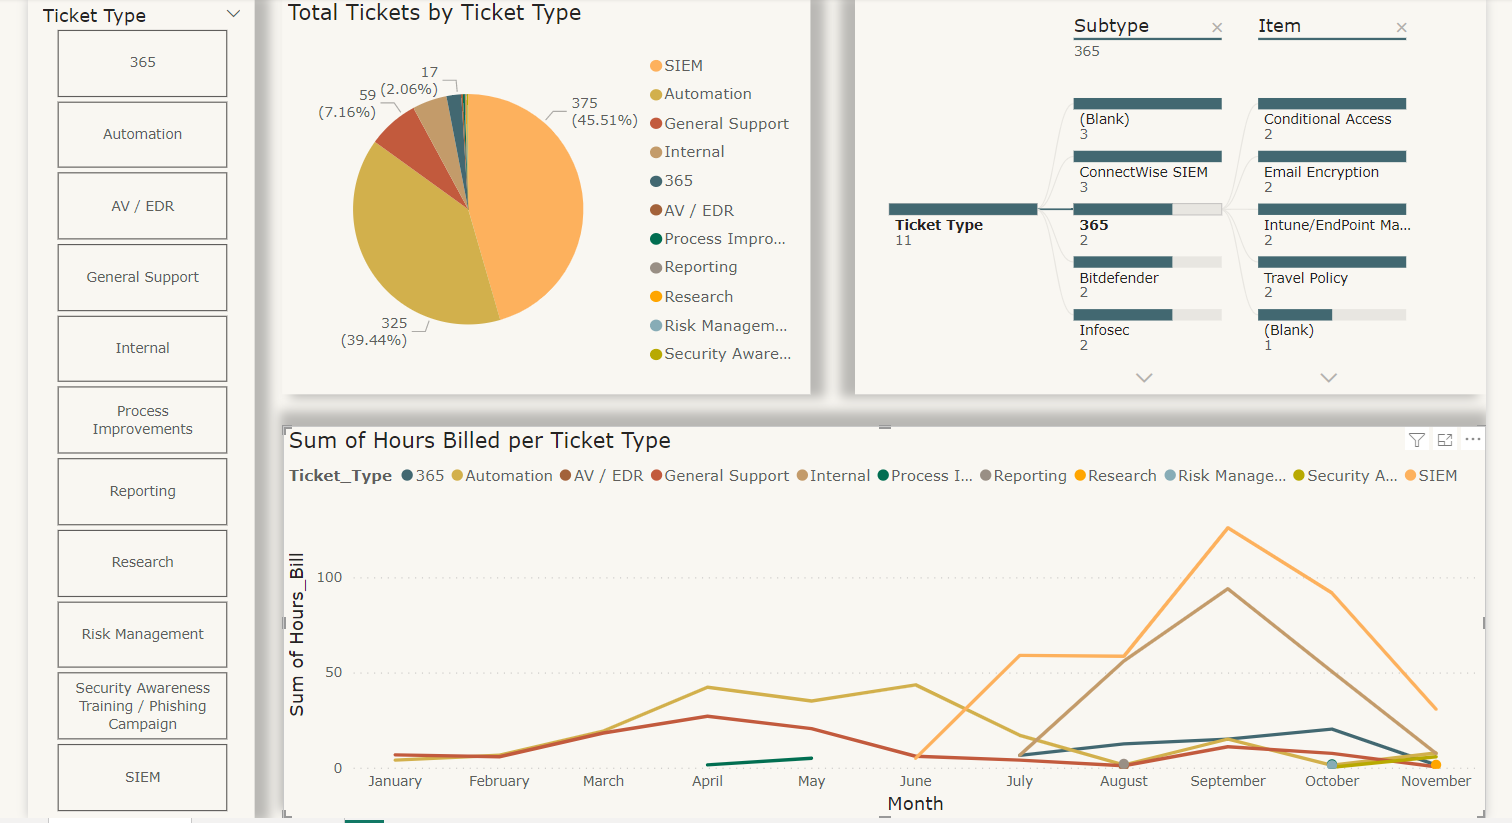 Ticket Type
365
Automation
AV / EDR
General Support
Internal
Process
Improvements
Reporting
Research
Risk Management
Security Awareness
Training / Phishing
Campaign
SIEM
Total Tickets by Ticket Type
17
(2.06%)
59
(7.16%)
375
(45.51%)
325
(39.44%)
SIEM
Automation
General Support
Internal
365
AV / EDR
Process Impro...
Reporting
Research
Risk Managem...
Security Aware...
Subtype
365
Item
Ticket Type
11
(Blank)
3
ConnectWise SIEM
3
365
2
Bitdefender
2
Infosec
2
Conditional Access
2
Email Encryption
2
Intune/EndPoint Ma...
2
Travel Policy
2
(Blank)
1
Sum of Hours Billed per Ticket Type
Ticket_Type 365 Automation AV / EDR General Support Internal Process I... Reporting Research Risk Manage... Security A... SIEM
Sum of Hours_Bill
100
50
0
January February March April May June July August September October November
Month